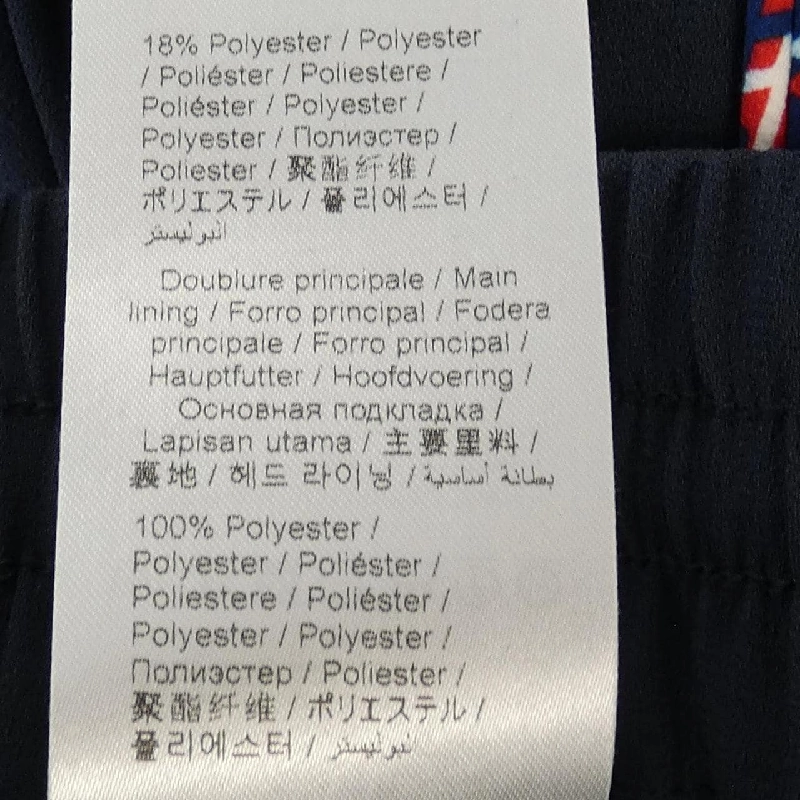 18% Polyester / Polyester
/ Poliéster / Poliestere /
Poliéster / Polyester /
Polyester / Полиэстер /
Poliester / 聚酯纤维 /
ポリエステル / 폴리에스터 /
انبوليستر
Doublure principale / Main
lining / Forro principal / Fodera
principale / Forro principal /
Hauptfutter / Hoofdvoering /
Основная подкладка /
Lapisan utama / 主要里料 /
裏地 / 헤드 라이닝 / بطانة أساسية
100% Polyester /
Polyester / Poliéster /
Poliestere / Poliéster /
Polyester / Polyester /
Полиэстер / Poliester /
聚酯纤维 / ポリエステル /
폴리에스터 / انبوليستر